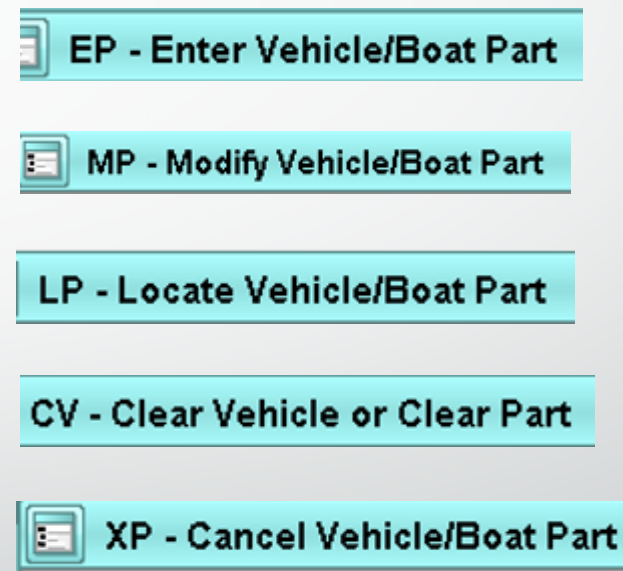 EP - Enter Vehicle/Boat Part
MP - Modify Vehicle/Boat Part
LP - Locate Vehicle/Boat Part
CV - Clear Vehicle or Clear Part
XP - Cancel Vehicle/Boat Part